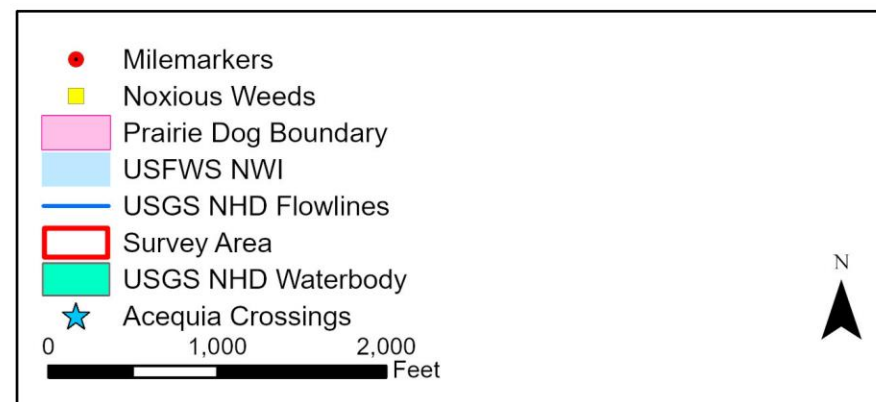 Milemarkers
Noxious Weeds
Prairie Dog Boundary
USFWS NWI
USGS NHD Flowlines
Survey Area
USGS NHD Waterbody
Acequia Crossings
0 1,000 2,000
Feet
N